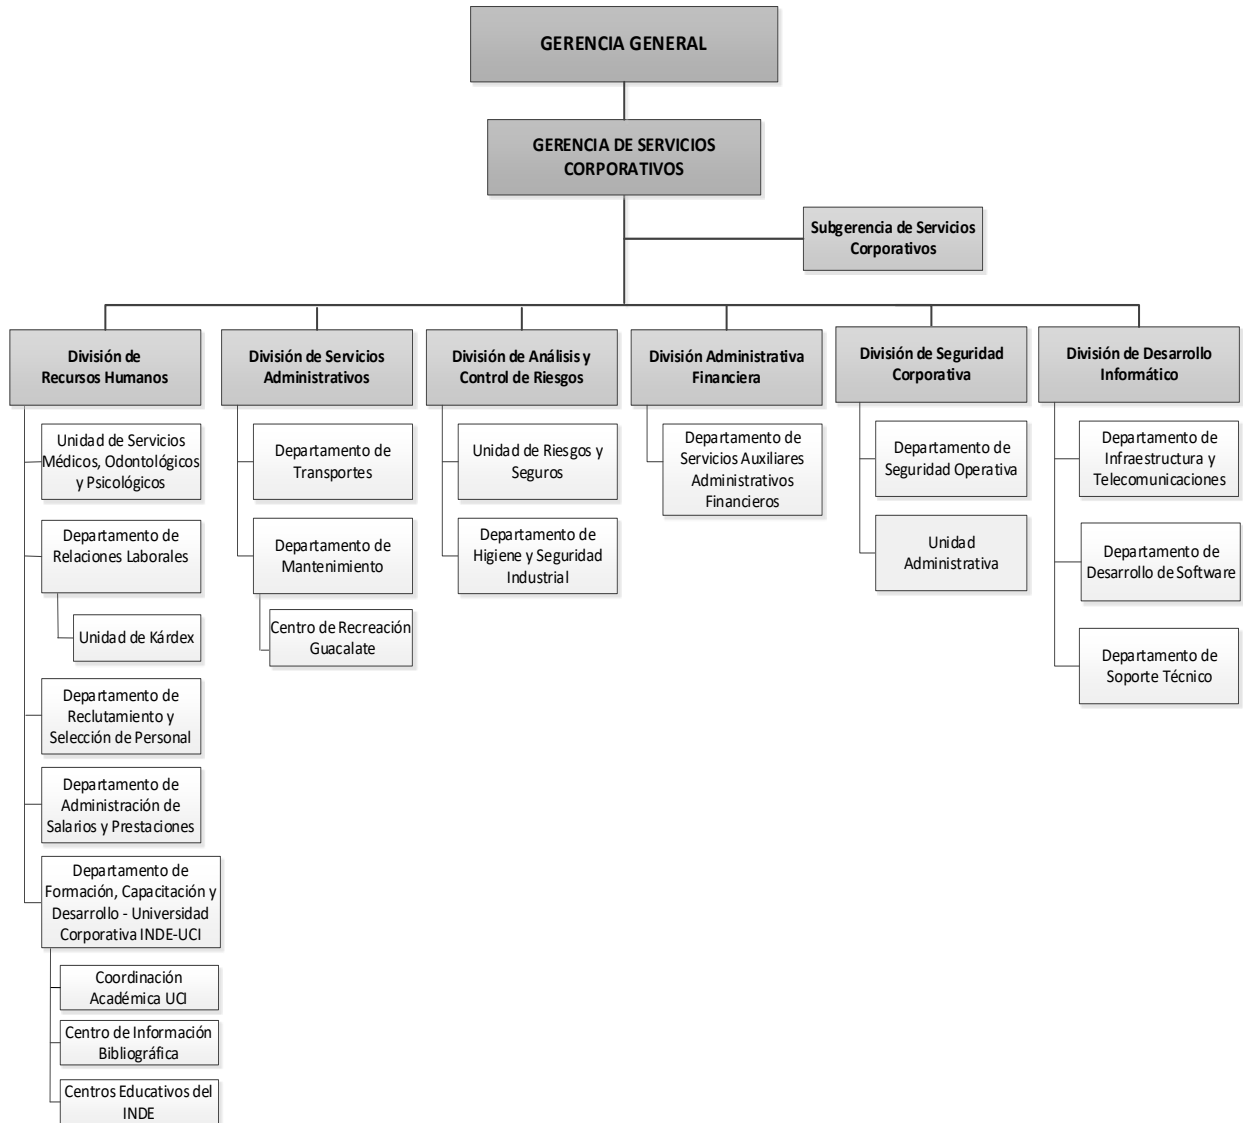 GERENCIA GENERAL
GERENCIA DE SERVICIOS
CORPORATIVOS
Subgerencia de Servicios
Corporativos
División de
Recursos Humanos
División de Servicios
Administrativos
División de Análisis y
Control de Riesgos
División Administrativa
Financiera
División de Seguridad
Corporativa
División de Desarrollo
Informático
Unidad de Servicios
Médicos, Odontológicos
y Psicológicos
Departamento de
Relaciones Laborales
Unidad de Kárdex
Departamento de
Reclutamiento y
Selección de Personal
Departamento de
Administración de
Salarios y Prestaciones
Departamento de
Formación, Capacitación y
Desarrollo - Universidad
Corporativa INDE-UCI
Coordinación
Académica UCI
Centro de Información
Bibliográfica
Centros Educativos del
INDE
Departamento de
Transportes
Departamento de
Mantenimiento
Centro de Recreación
Guacalate
Unidad de Riesgos y
Seguros
Departamento de
Higiene y Seguridad
Industrial
Departamento de
Servicios Auxiliares
Administrativos
Financieros
Departamento de
Seguridad Operativa
Unidad
Administrativa
Departamento de
Infraestructura y
Telecomunicaciones
Departamento de
Desarrollo de Software
Departamento de
Soporte Técnico